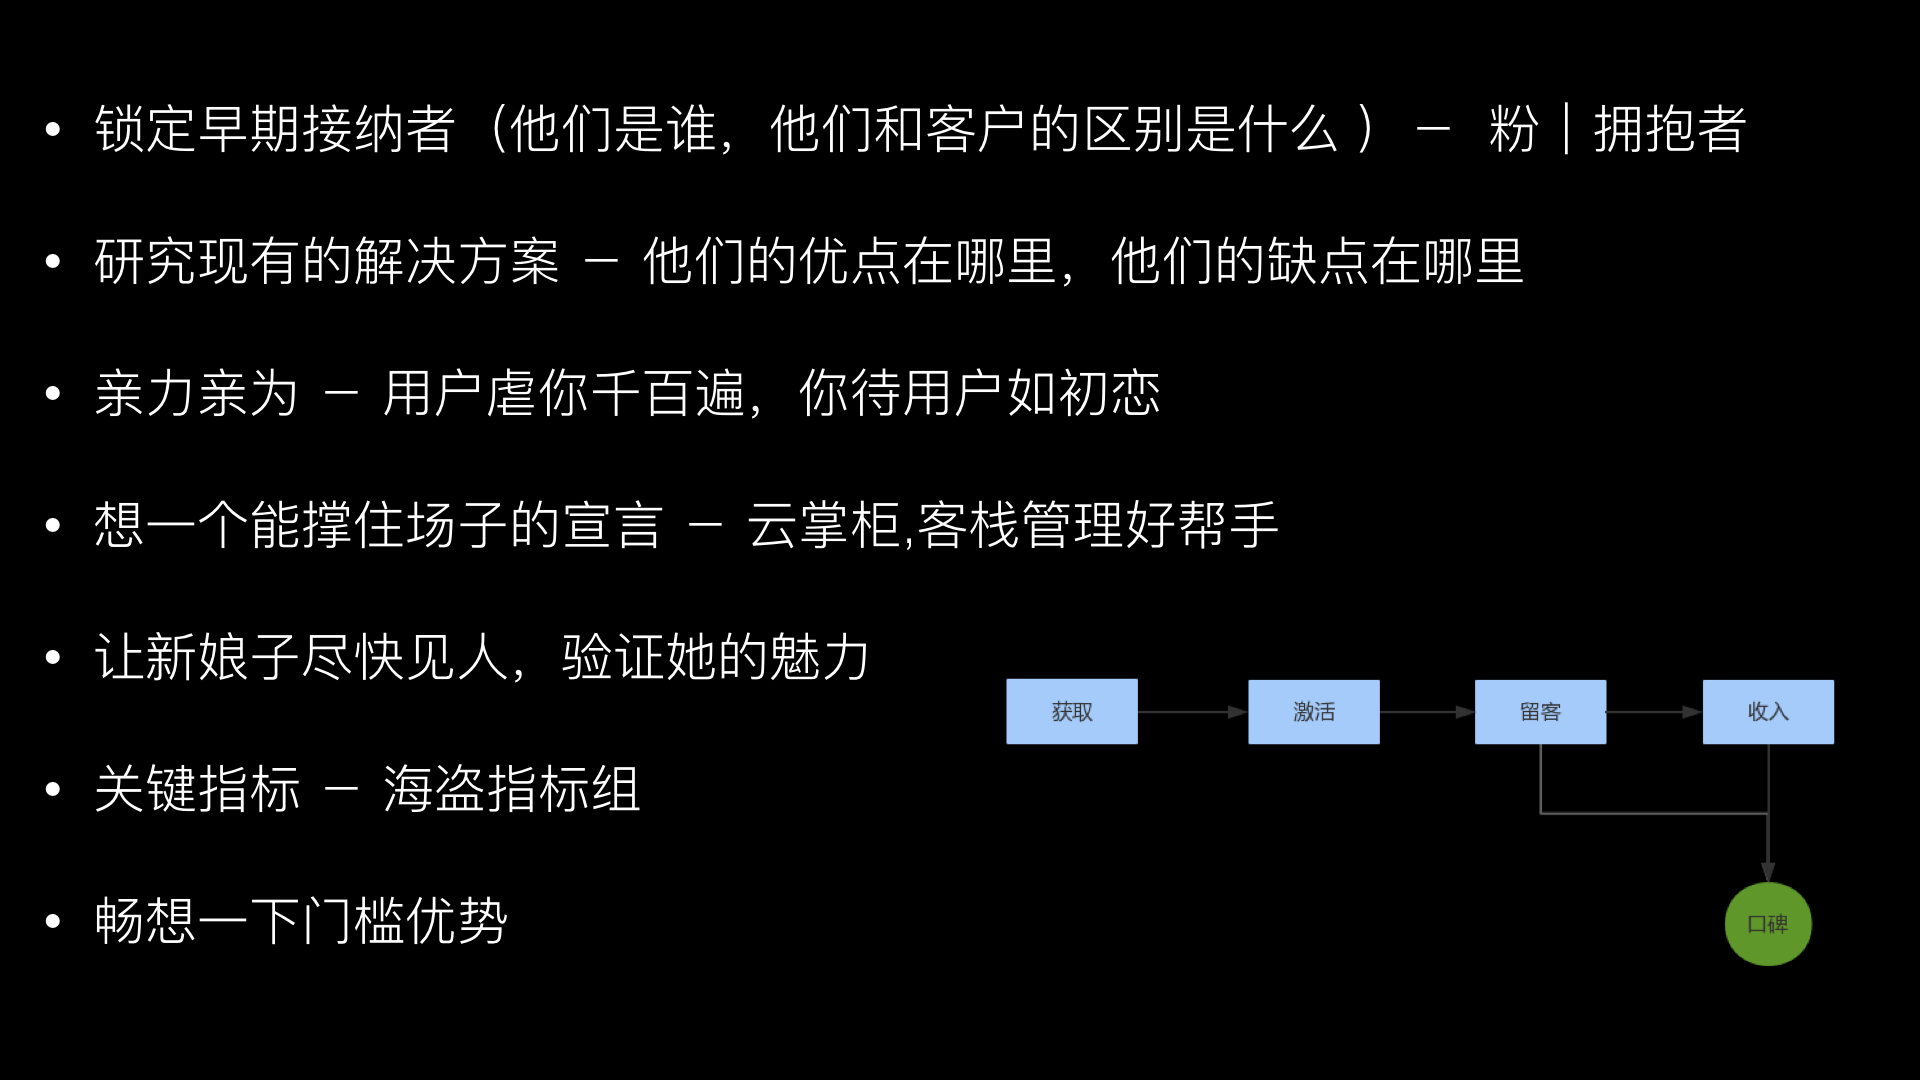 • 锁定早期接纳者（他们是谁，他们和客户的区别是什么 ） － 粉｜拥抱者
• 研究现有的解决方案 － 他们的优点在哪里，他们的缺点在哪里
• 亲力亲为 － 用户虐你千百遍，你待用户如初恋
• 想一个能撑住场子的宣言 － 云掌柜,客栈管理好帮手
• 让新娘子尽快见人，验证她的魅力
获取 激活 留客 收入
• 关键指标 － 海盗指标组
• 畅想一下门槛优势
口碑